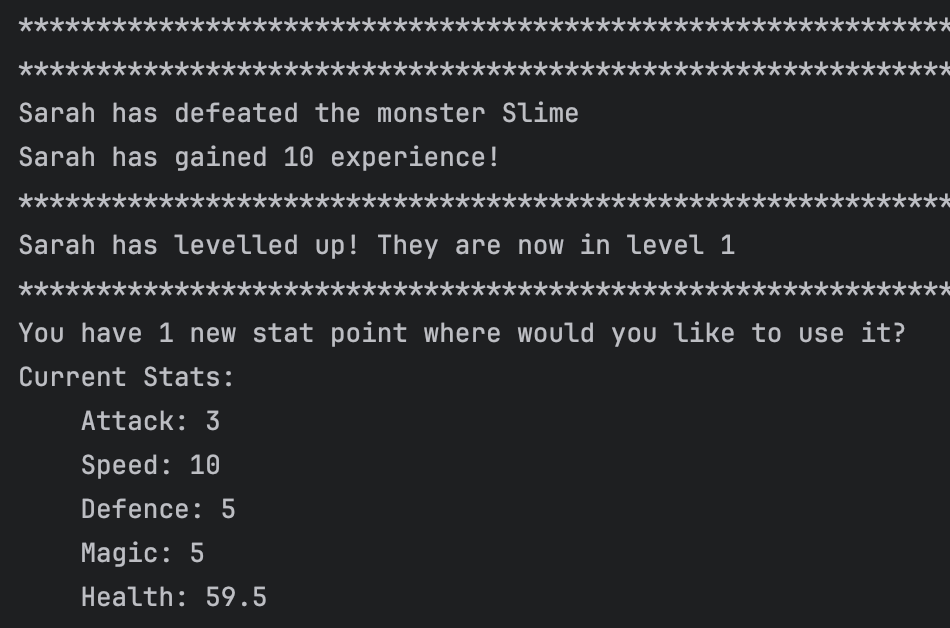 ************************************************************
************************************************************
Sarah has defeated the monster Slime
Sarah has gained 10 experience!
************************************************************
Sarah has levelled up! They are now in level 1
************************************************************
You have 1 new stat point where would you like to use it?
Current Stats:
    Attack: 3
    Speed: 10
    Defence: 5
    Magic: 5
    Health: 59.5